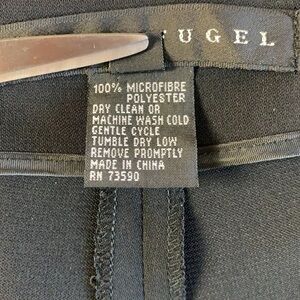 UGEL
100% MICROFIBRE
POLYESTER
DRY CLEAN OR
MACHINE WASH COLD
GENTLE CYCLE
TUMBLE DRY LOW
REMOVE PROMPTLY
MADE IN CHINA
RN 73590